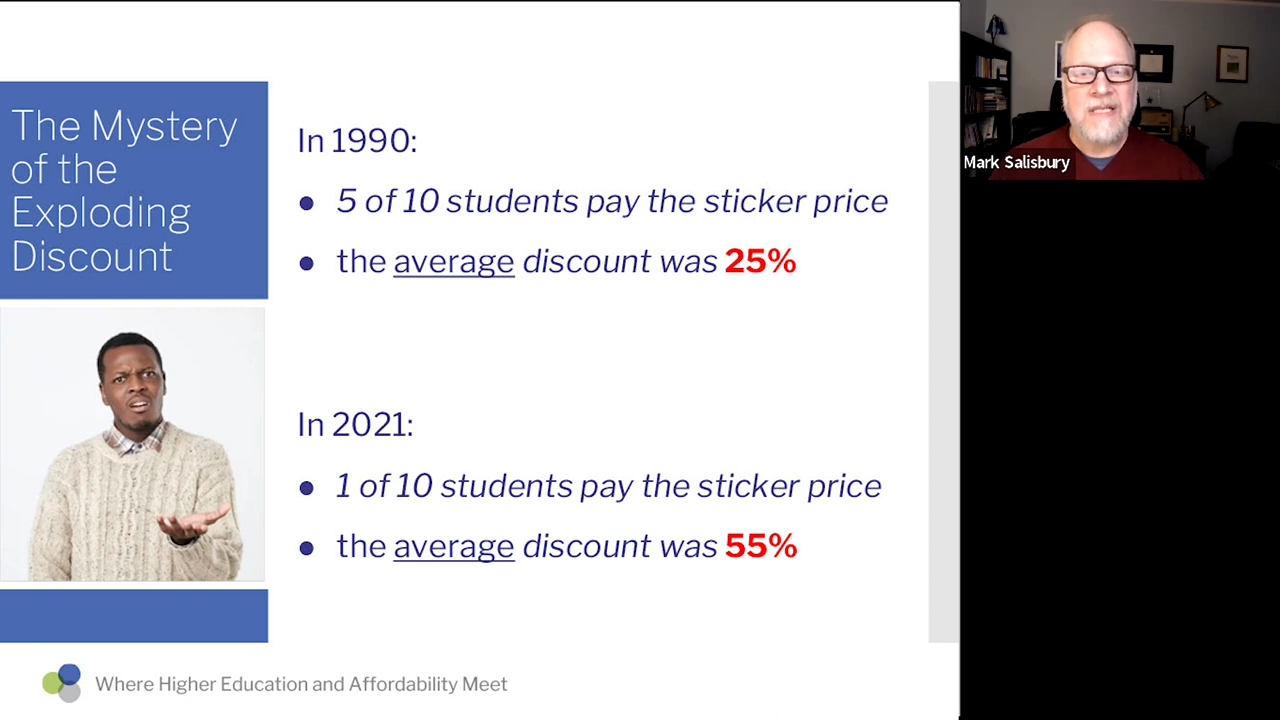 The Mystery
of the
Exploding
Discount
In 1990:
● 5 of 10 students pay the sticker price
● the average discount was 25%
In 2021:
● 1 of 10 students pay the sticker price
● the average discount was 55%
Where Higher Education and Affordability Meet
Mark Salisbury